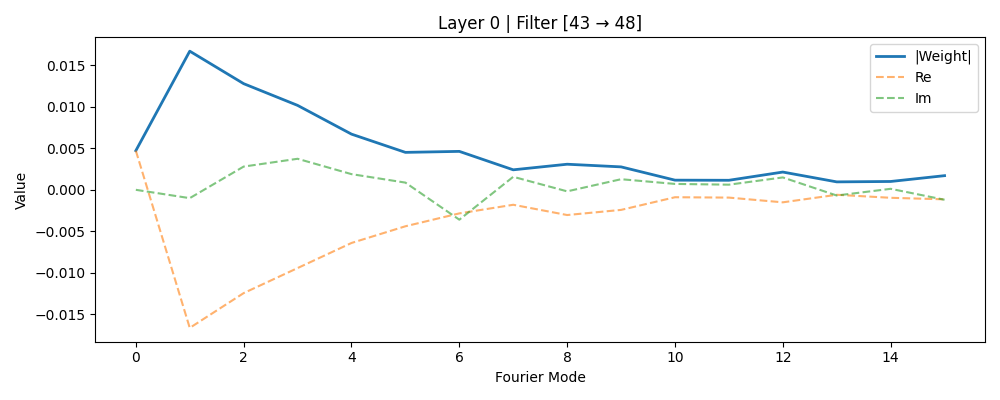 Layer 0 | Filter [43 → 48]
|Weight|
Re
Im
0.015
0.010
0.005
0.000
−0.005
−0.010
−0.015
Value
0 2 4 6 8 10 12 14
Fourier Mode